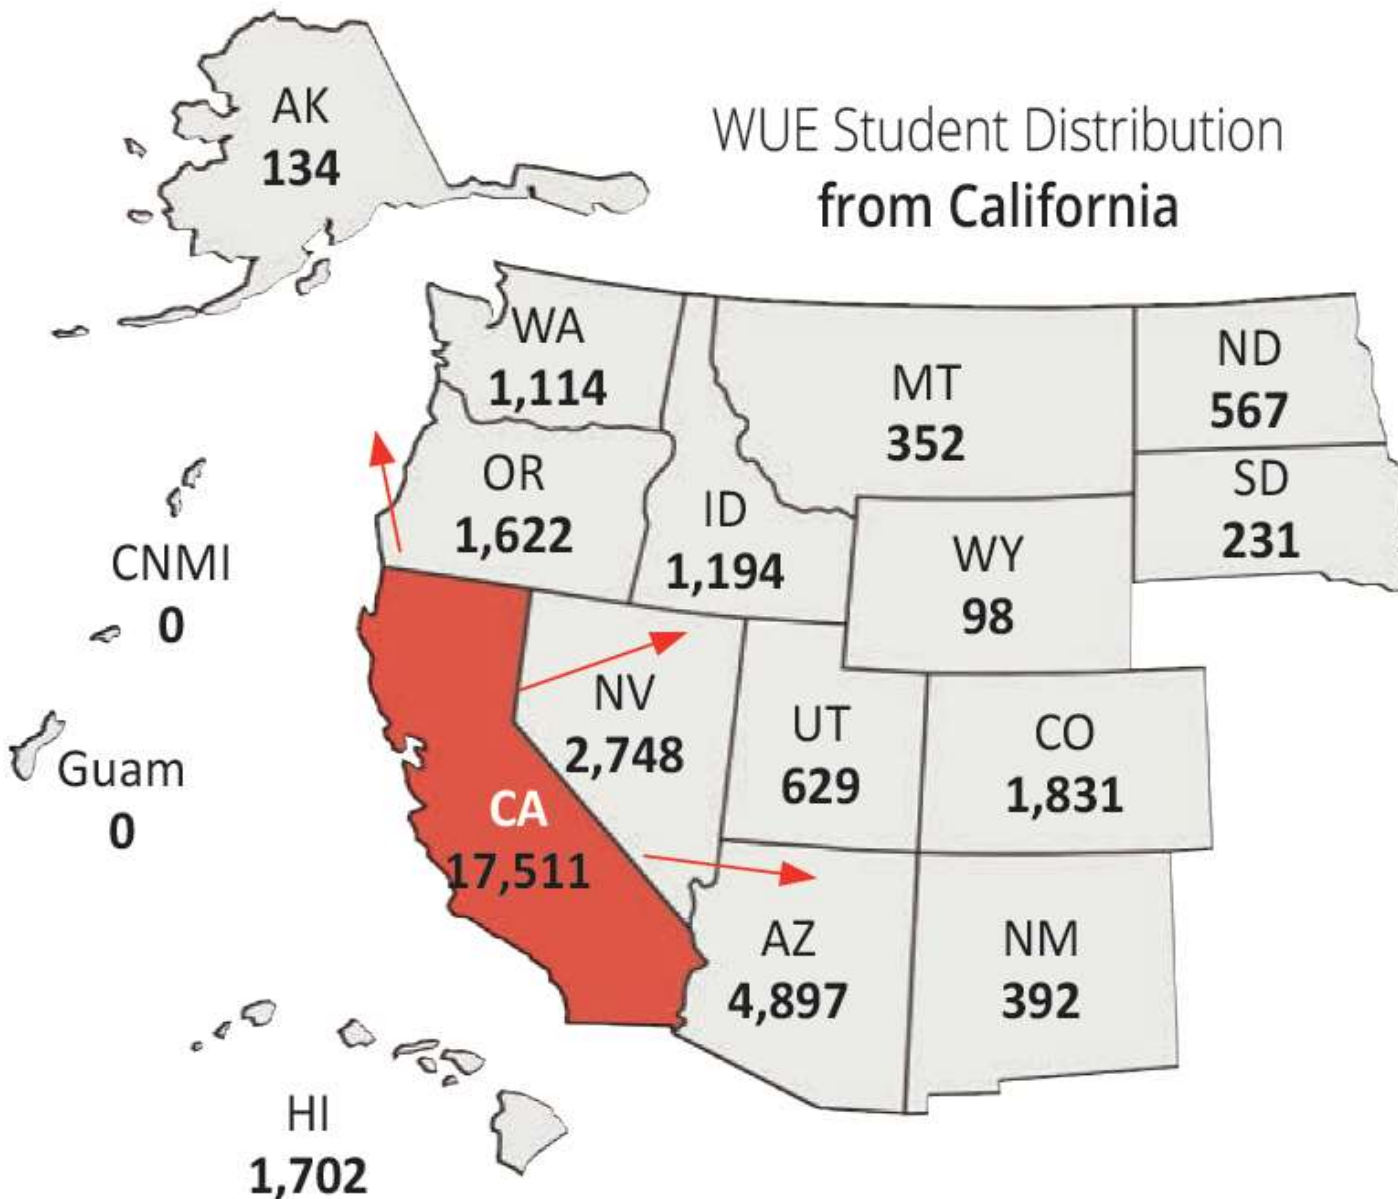 WUE Student Distribution
from California
AK
134
WA
1,114
MT
352
ND
567
OR
1,622
ID
1,194
SD
231
WY
98
CNMI
0
NV
2,748
UT
629
CO
1,831
Guam
0
CA
17,511
AZ
4,897
NM
392
HI
1,702